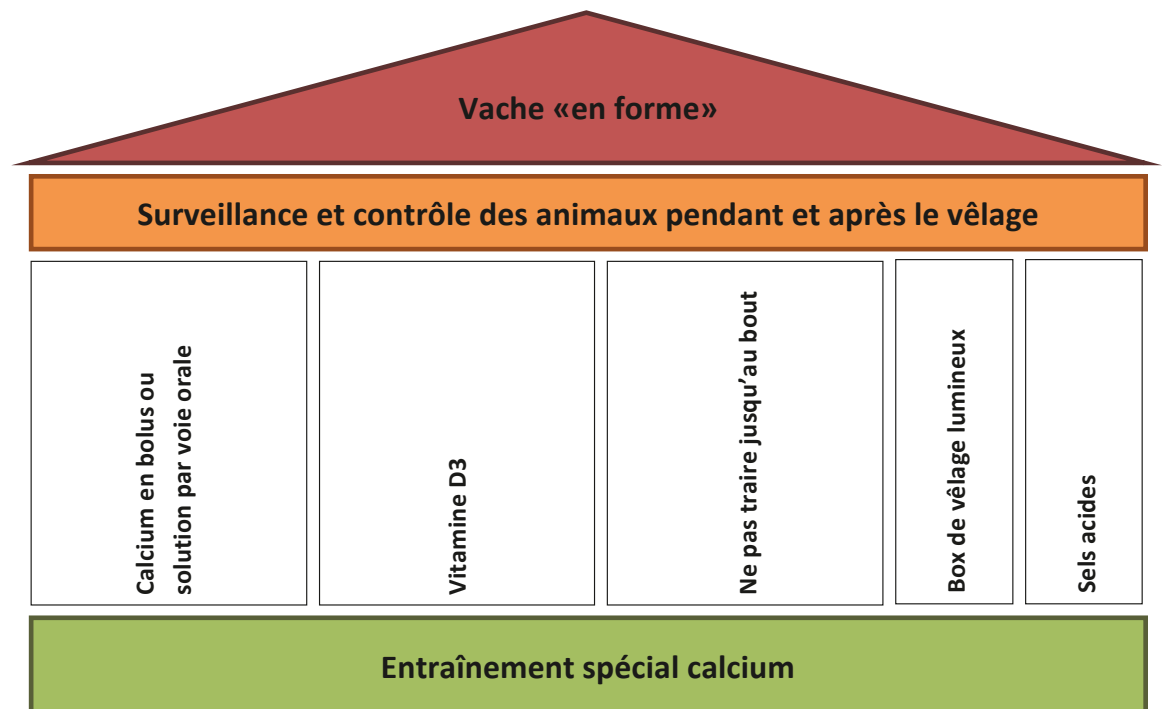 Vache «en forme»
Surveillance et contrôle des animaux pendant et après le vêlage
Calcium en bolus ou
solution par voie orale
Vitamine D3
Ne pas traire jusqu'au bout
Box de vêlage lumineux
Sels acides
Entraînement spécial calcium